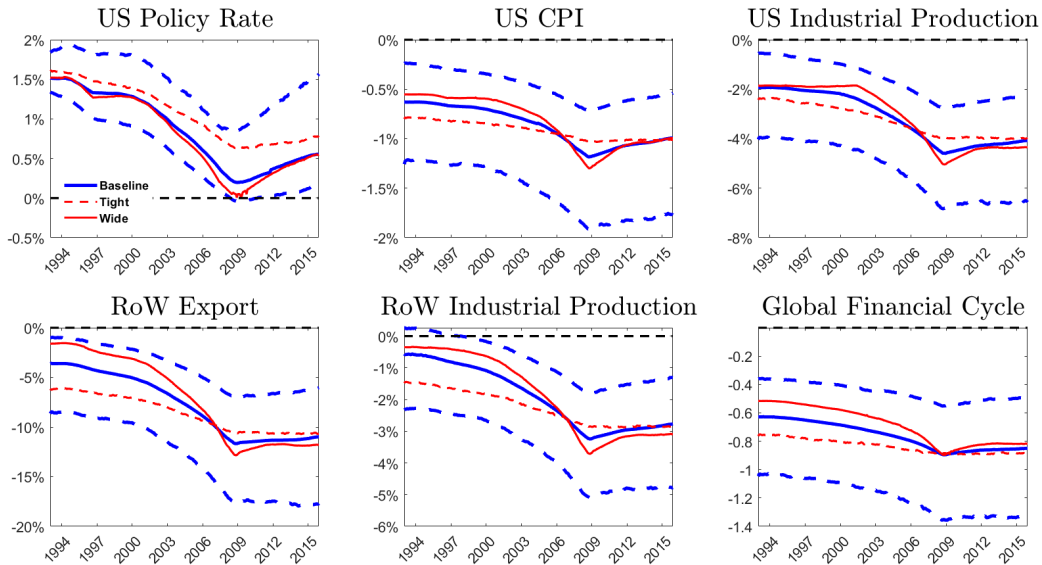 US Policy Rate
2%
1.5%
1%
0.5%
0%
-0.5%
Baseline
Tight
Wide
1994 1997 2000 2003 2006 2009 2012 2015
US CPI
0%
-0.5%
-1%
-1.5%
-2%
1994 1997 2000 2003 2006 2009 2012 2015
US Industrial Production
0%
-2%
-4%
-6%
-8%
1994 1997 2000 2003 2006 2009 2012 2015
RoW Export
0%
-5%
-10%
-15%
-20%
1994 1997 2000 2003 2006 2009 2012 2015
RoW Industrial Production
0%
-1%
-2%
-3%
-4%
-5%
-6%
1994 1997 2000 2003 2006 2009 2012 2015
Global Financial Cycle
-0.2
-0.4
-0.6
-0.8
-1
-1.2
-1.4
1994 1997 2000 2003 2006 2009 2012 2015